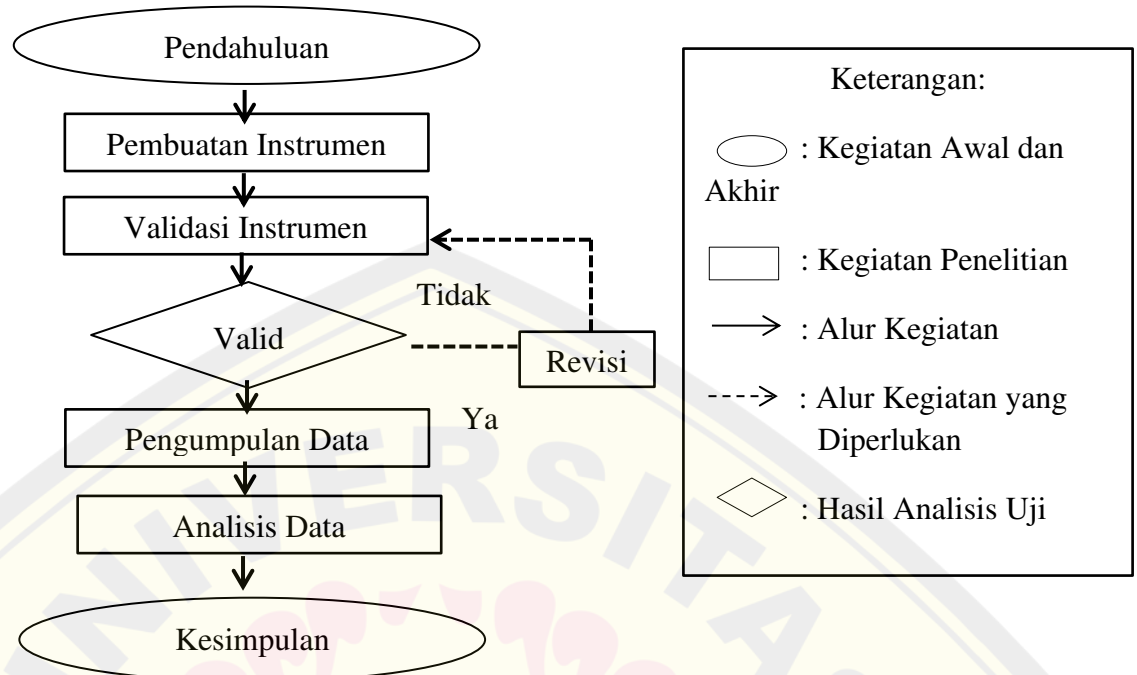 Pendahuluan
Pembuatan Instrumen
Validasi Instrumen
Tidak
Valid
Revisi
Ya
Pengumpulan Data
Analisis Data
Kesimpulan
Keterangan:
: Kegiatan Awal dan
Akhir
: Kegiatan Penelitian
: Alur Kegiatan
: Alur Kegiatan yang
Diperlukan
: Hasil Analisis Uji
NIVERSITAS